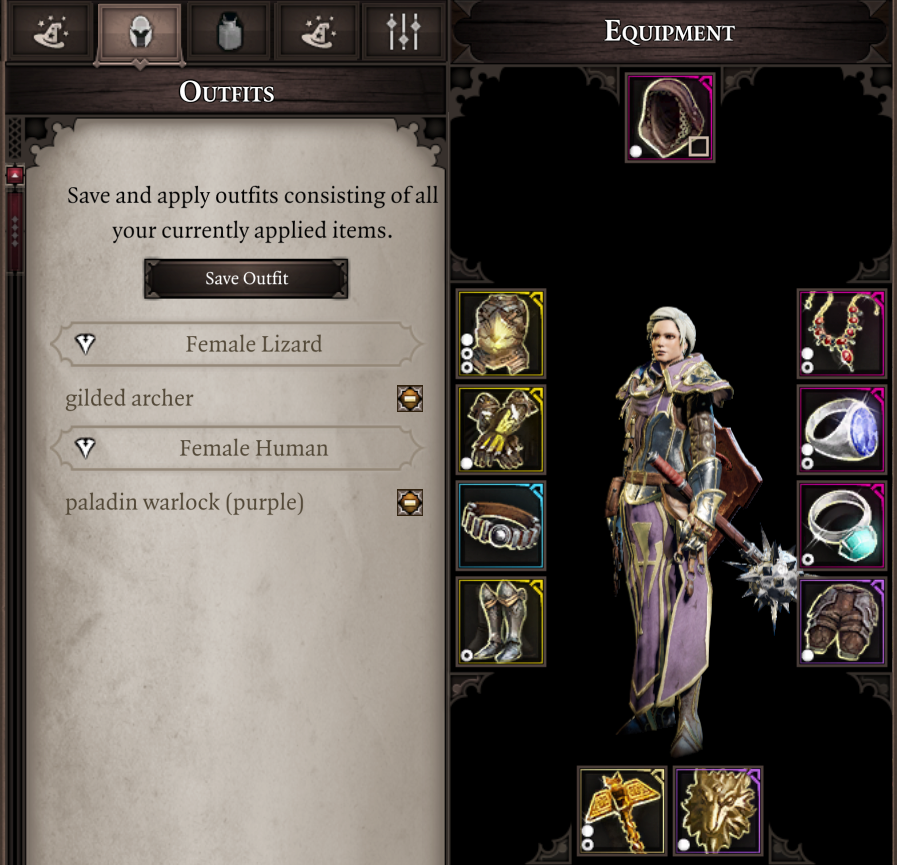 Outfits
Save and apply outfits consisting of all
your currently applied items.
Save Outfit
Female Lizard
gilded archer
Female Human
paladin warlock (purple)
Equipment